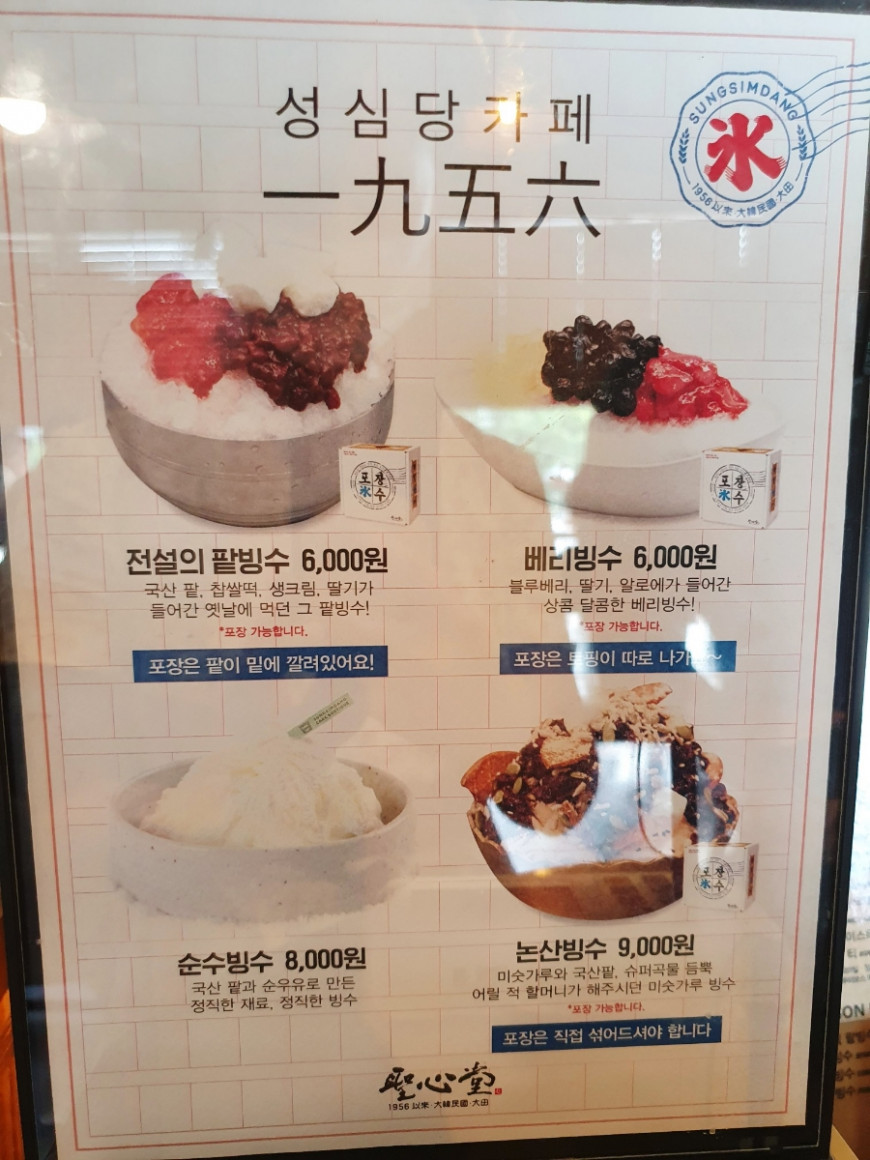 성심당카페
一九五六
SUNGSIMDANG
氷
1956 以來·大韓民國·大田
포장
氷수
포장
氷수
전설의 팥빙수 6,000원
국산 팥, 찹쌀떡, 생크림, 딸기가
들어간 옛날에 먹던 그 팥빙수!
*포장 가능합니다.
포장은 팥이 밑에 깔려있어요!
베리빙수 6,000원
블루베리, 딸기, 알로에가 들어간
상콤 달콤한 베리빙수!
*포장 가능합니다.
포장은 토핑이 따로
순수빙수 8,000원
국산 팥과 순우유로 만든
정직한 재료, 정직한 빙수
포장
氷수
논산빙수 9,000원
미숫가루와 국산팥, 슈퍼곡물 듬뿍
어릴 적 할머니가 해주시던 미숫가루 빙수
*포장 가능합니다.
포장은 직접 섞어드셔야 합니다
聖心堂
1956 以來·大韓民國·大田